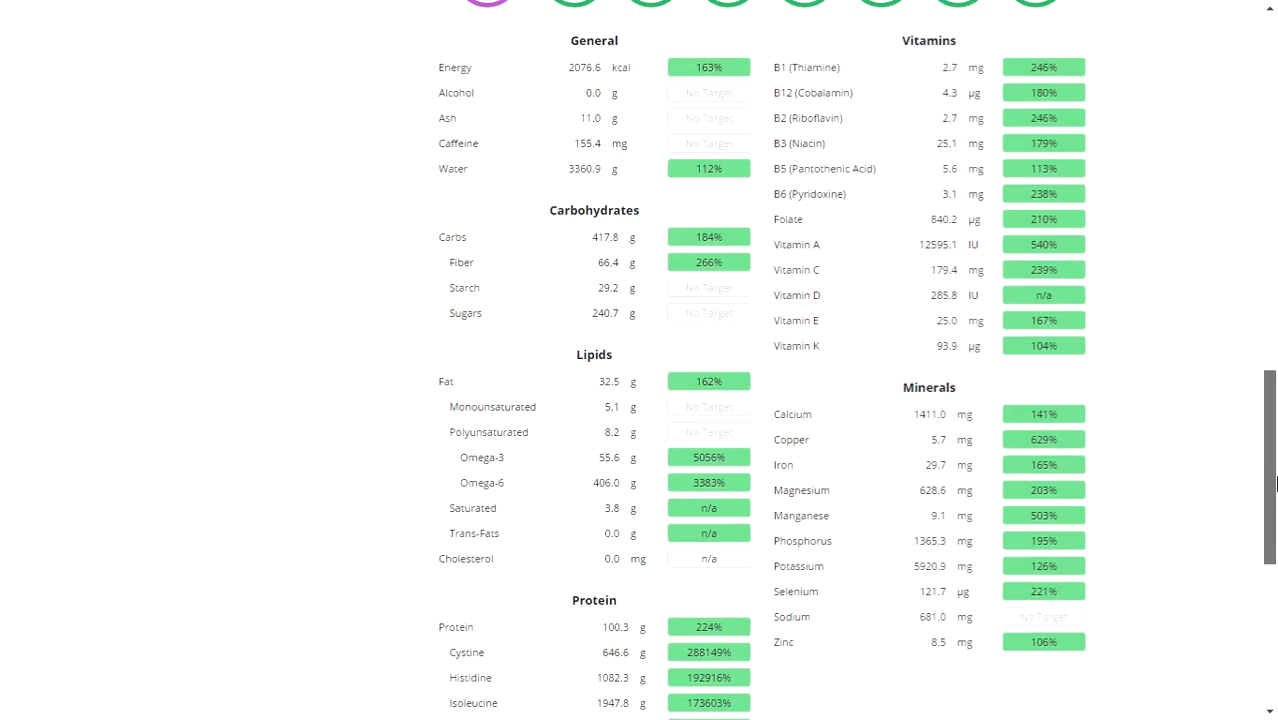 General
Energy 2076.6 kcal 163%
Alcohol 0.0 g No Target
Ash 11.0 g No Target
Caffeine 155.4 mg No Target
Water 3360.9 g 112%
Carbohydrates
Carbs 417.8 g 184%
Fiber 66.4 g 266%
Starch 29.2 g No Target
Sugars 240.7 g No Target
Lipids
Fat 32.5 g 162%
Monounsaturated 5.1 g No Target
Polyunsaturated 8.2 g No Target
Omega-3 55.6 g 5056%
Omega-6 406.0 g 3383%
Saturated 3.8 g n/a
Trans-Fats 0.0 g n/a
Cholesterol 0.0 mg n/a
Protein
Protein 100.3 g 224%
Cystine 646.6 g 288149%
Histidine 1082.3 g 192916%
Isoleucine 1947.8 g 173603%
Vitamins
B1 (Thiamine) 2.7 mg 246%
B12 (Cobalamin) 4.3 µg 180%
B2 (Riboflavin) 2.7 mg 246%
B3 (Niacin) 25.1 mg 179%
B5 (Pantothenic Acid) 5.6 mg 113%
B6 (Pyridoxine) 3.1 mg 238%
Folate 840.2 µg 210%
Vitamin A 12595.1 IU 540%
Vitamin C 179.4 mg 239%
Vitamin D 285.8 IU n/a
Vitamin E 25.0 mg 167%
Vitamin K 93.9 µg 104%
Minerals
Calcium 1411.0 mg 141%
Copper 5.7 mg 629%
Iron 29.7 mg 165%
Magnesium 628.6 mg 203%
Manganese 9.1 mg 503%
Phosphorus 1365.3 mg 195%
Potassium 5920.9 mg 126%
Selenium 121.7 µg 221%
Sodium 681.0 mg No Target
Zinc 8.5 mg 106%